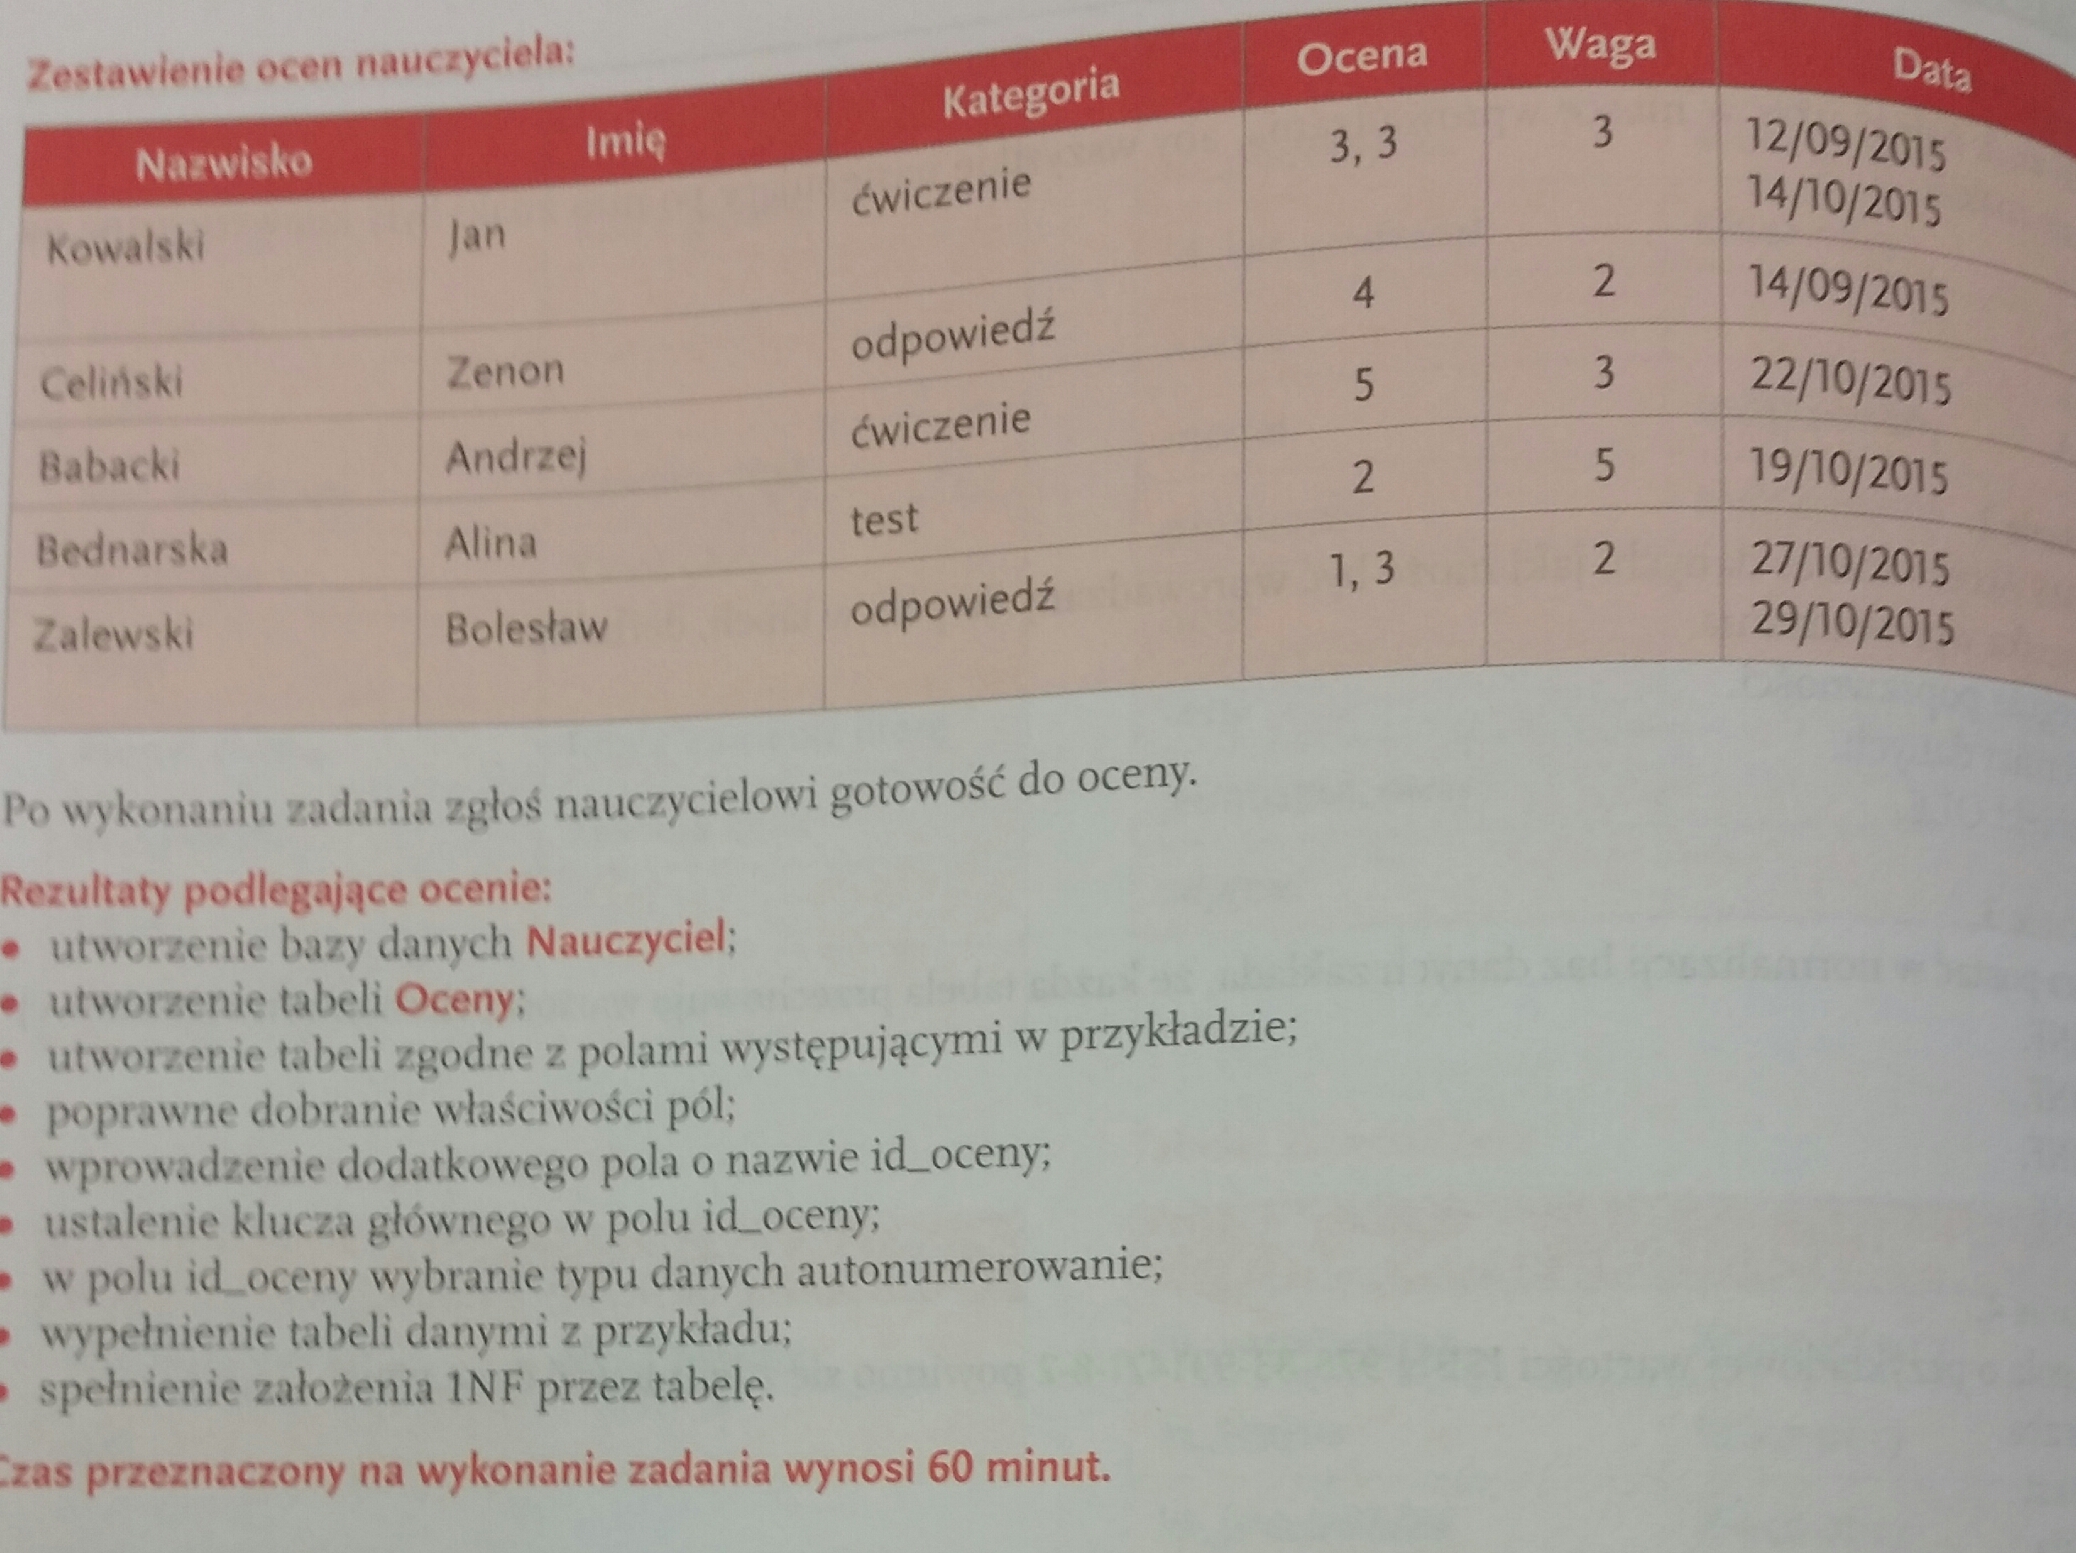 Zestawienie ocen nauczyciela:
Nazwisko Imię Kategoria Ocena Waga Data
Kowalski Jan ćwiczenie 3, 3 3 12/09/2015
14/10/2015
Celiński Zenon odpowiedź 4 2 14/09/2015
Babacki Andrzej ćwiczenie 5 3 22/10/2015
Bednarska Alina test 2 5 19/10/2015
Zalewski Bolesław odpowiedź 1, 3 2 27/10/2015
29/10/2015
Po wykonaniu zadania zgłoś nauczycielowi gotowość do oceny.
Rezultaty podlegające ocenie:
• utworzenie bazy danych Nauczyciel;
• utworzenie tabeli Oceny;
• utworzenie tabeli zgodne z polami występującymi w przykładzie;
• poprawne dobranie właściwości pól;
• wprowadzenie dodatkowego pola o nazwie id_oceny;
• ustalenie klucza głównego w polu id_oceny;
• w polu id_oceny wybranie typu danych autonumerowanie;
• wypełnienie tabeli danymi z przykładu;
• spełnienie założenia 1NF przez tabelę.
Czas przeznaczony na wykonanie zadania wynosi 60 minut.